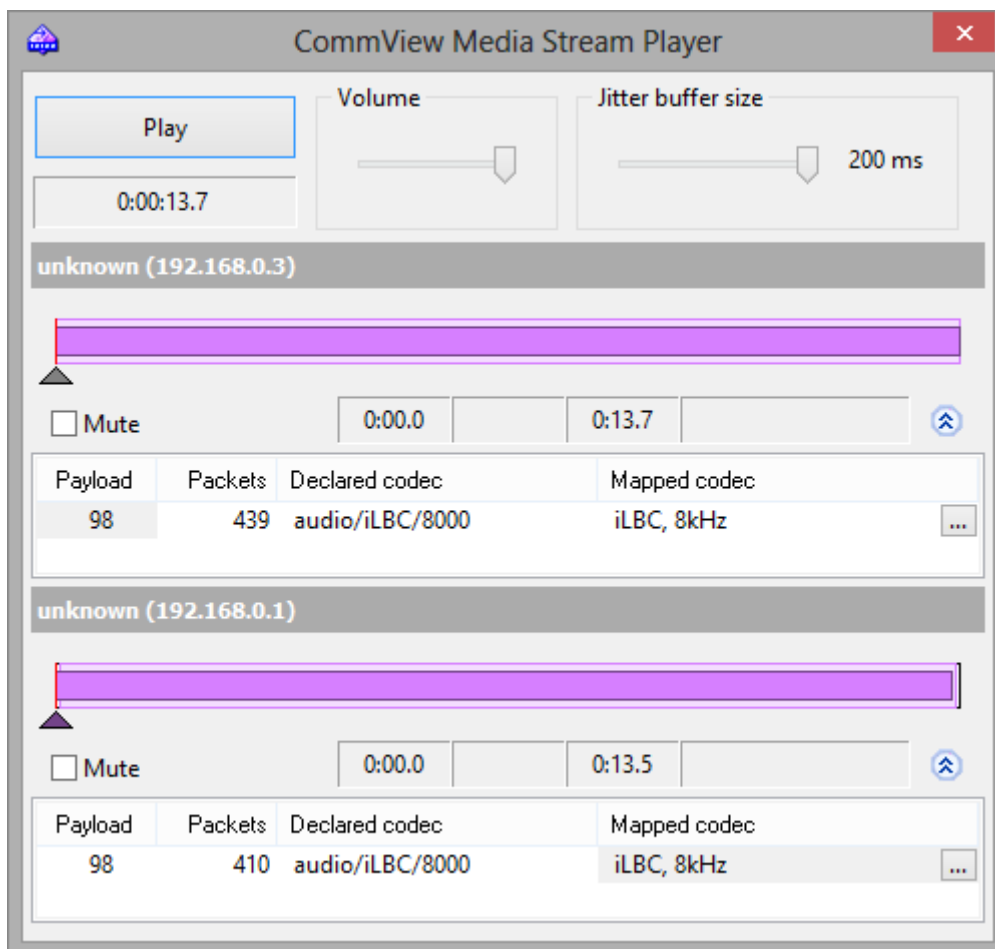 CommView Media Stream Player
Play
Volume
Jitter buffer size
200 ms
0:00:13.7
unknown (192.168.0.3)
Mute 0:00.0 0:13.7
Payload Packets Declared codec Mapped codec
98 439 audio/iLBC/8000 iLBC, 8kHz ...
unknown (192.168.0.1)
Mute 0:00.0 0:13.5
Payload Packets Declared codec Mapped codec
98 410 audio/iLBC/8000 iLBC, 8kHz ...